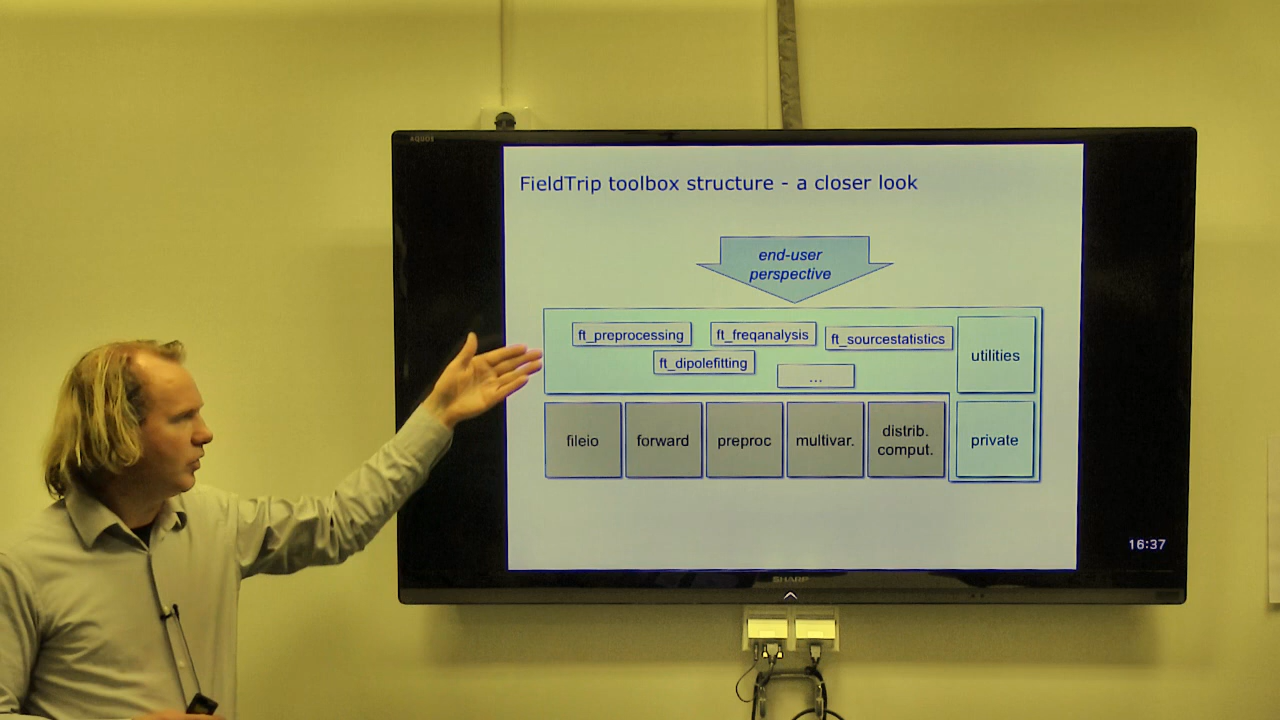 AQUOS
FieldTrip toolbox structure - a closer look
end-user
perspective
ft_preprocessing
ft_freqanalysis
ft_sourcestatistics
ft_dipolefitting
...
utilities
fileio
forward
preproc
multivar.
distrib.
comput.
private
16:37
SHARP